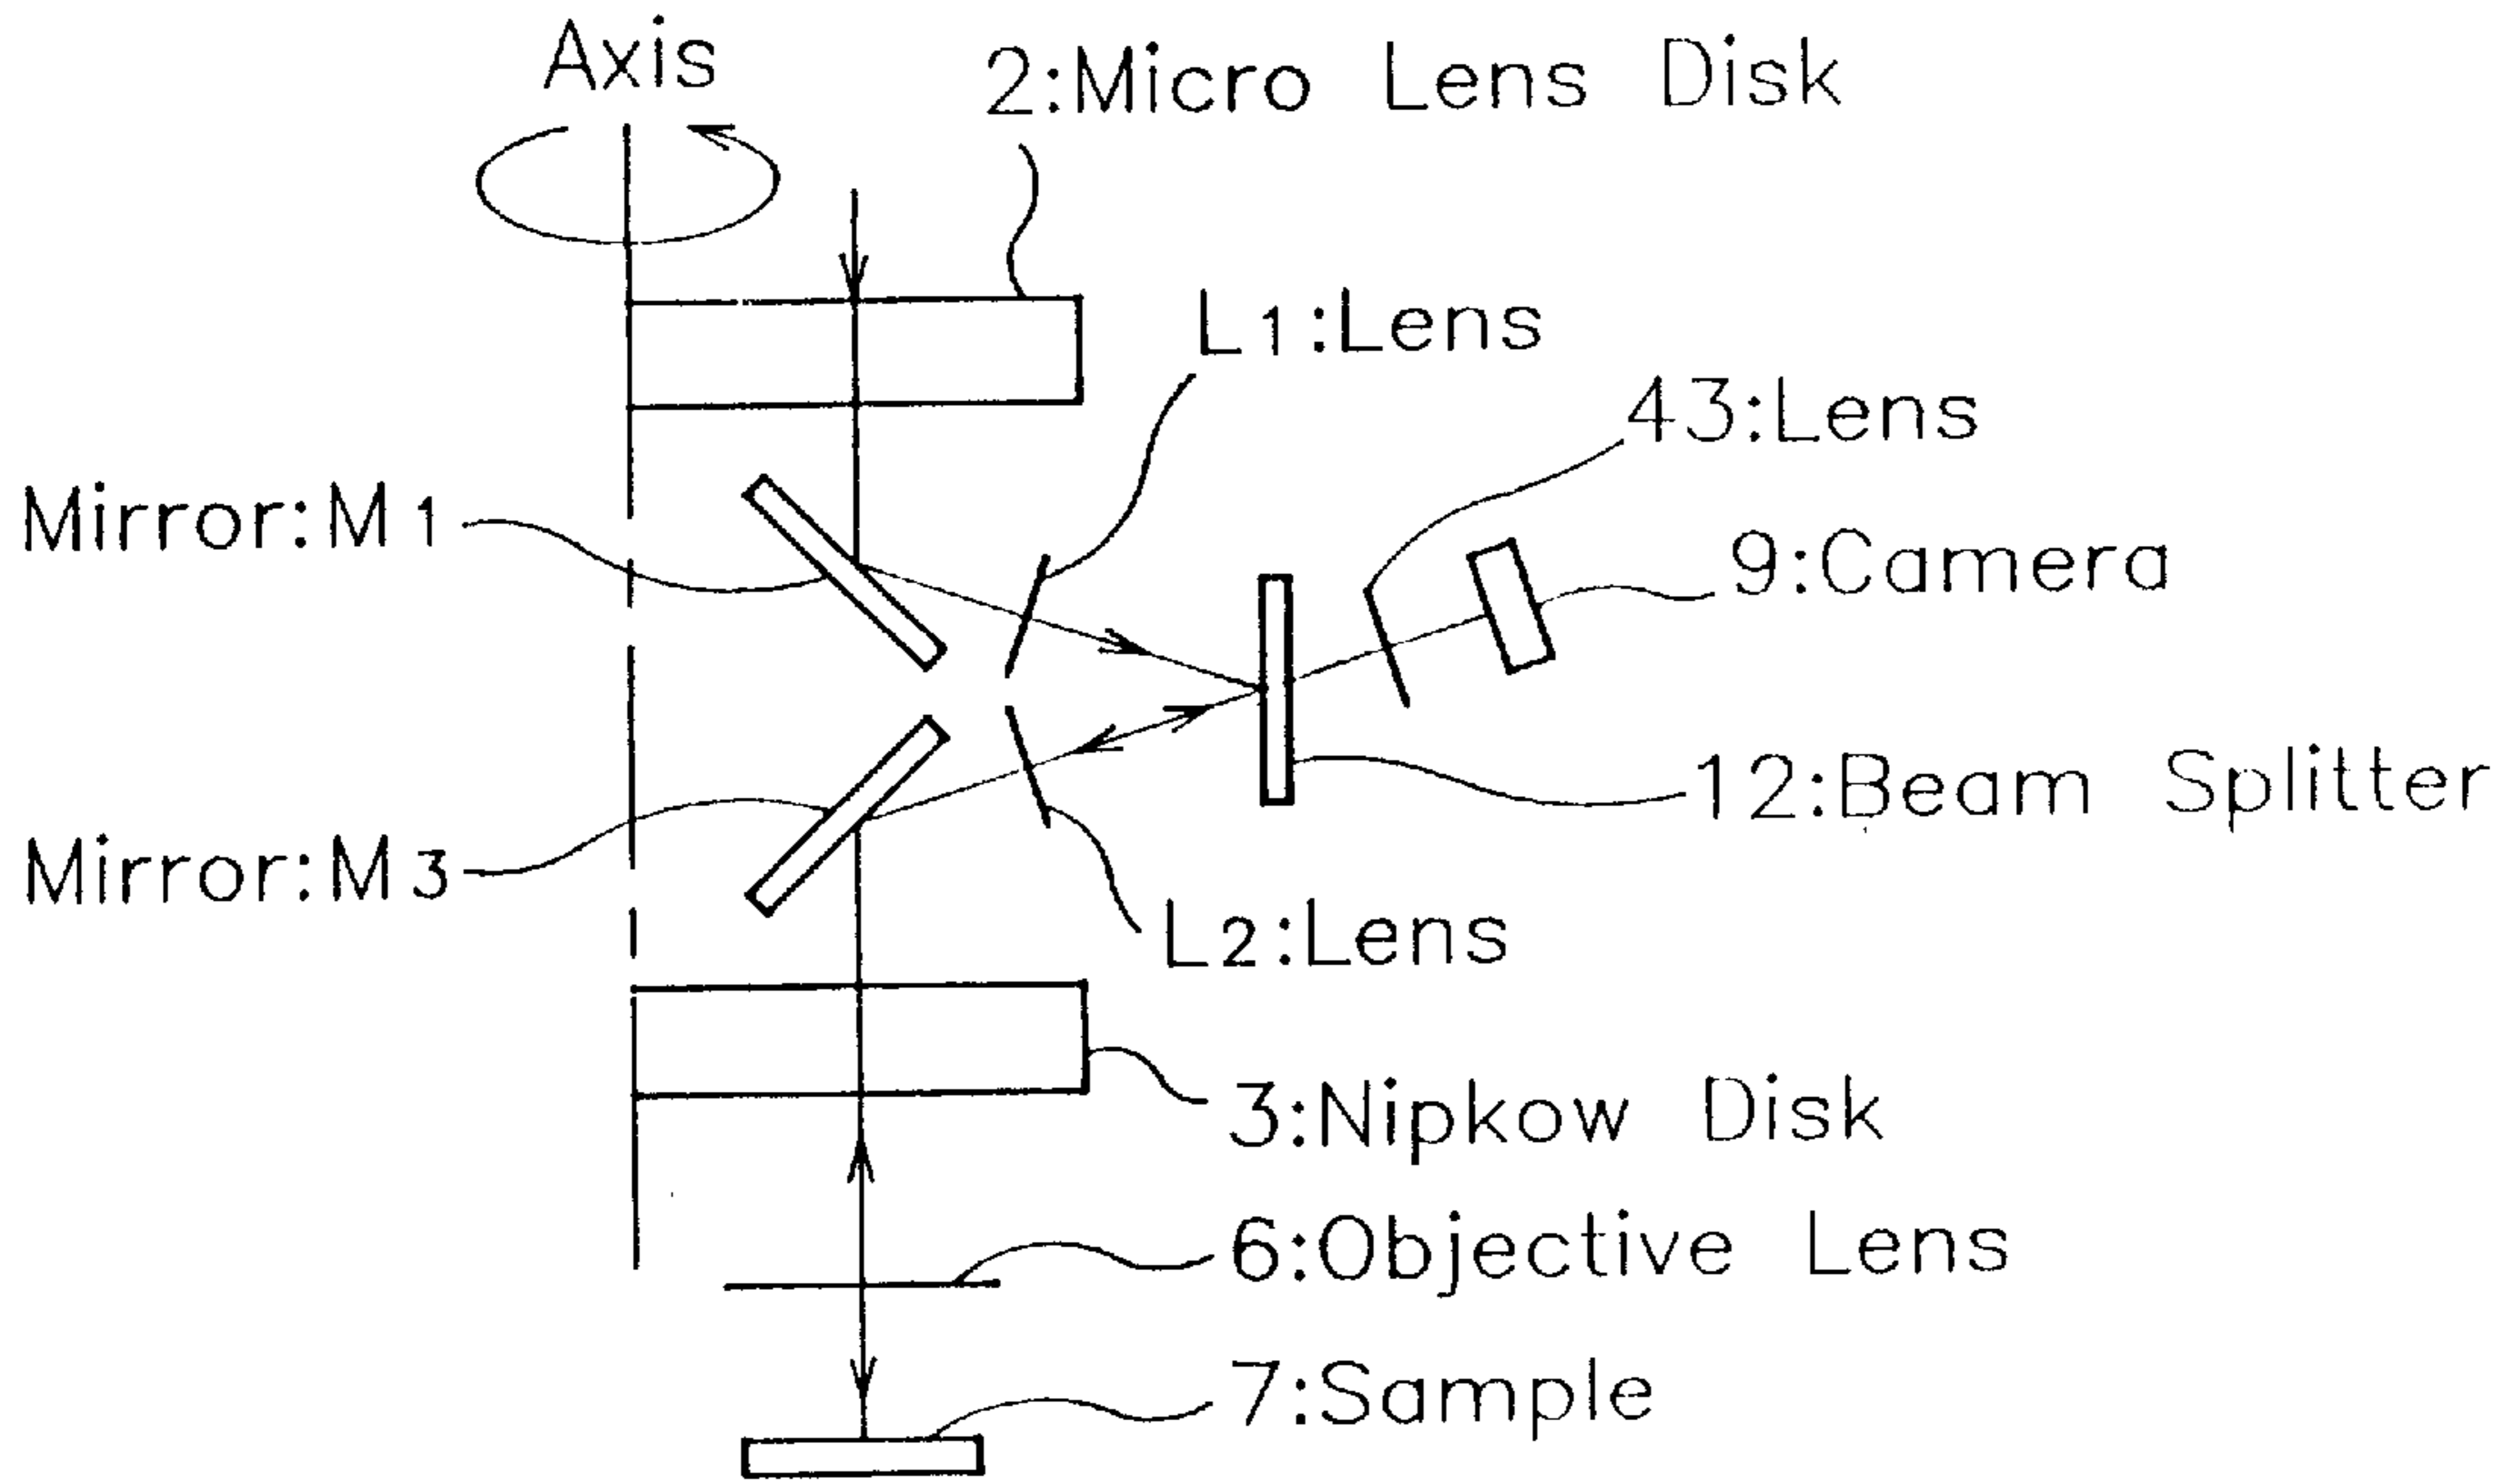 Axis
2:Micro Lens Disk
L1:Lens
43:Lens
Mirror:M1
9:Camera
12:Beam Splitter
Mirror:M3
L2:Lens
3:Nipkow Disk
6:Objective Lens
7:Sample